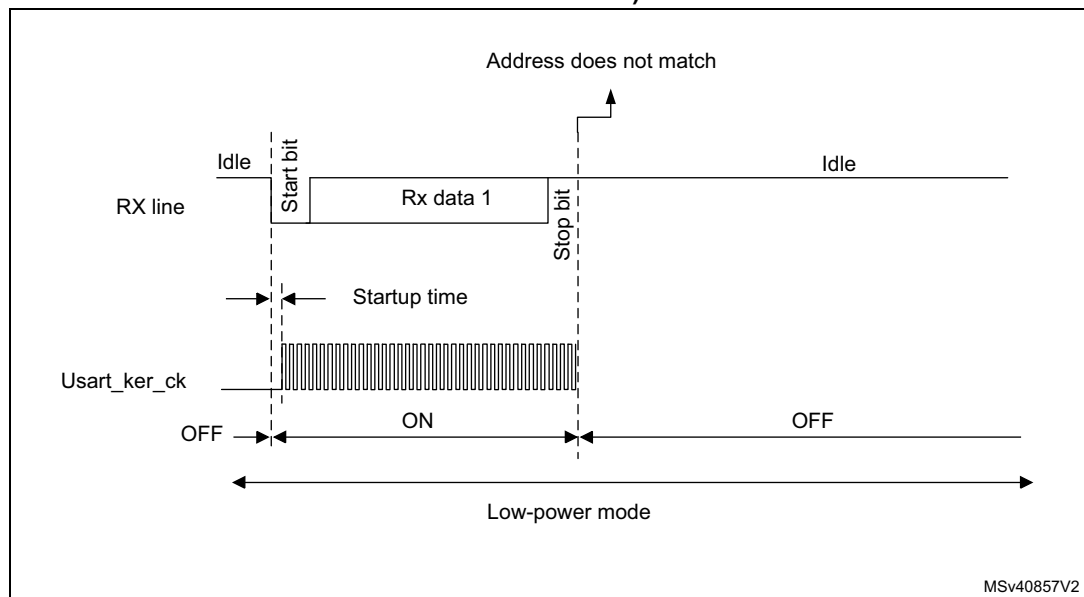 Address does not match
Idle
Start bit
Idle
RX line
Rx data 1
Stop bit
Startup time
Usart_ker_ck
OFF
ON
OFF
Low-power mode
MSv40857V2